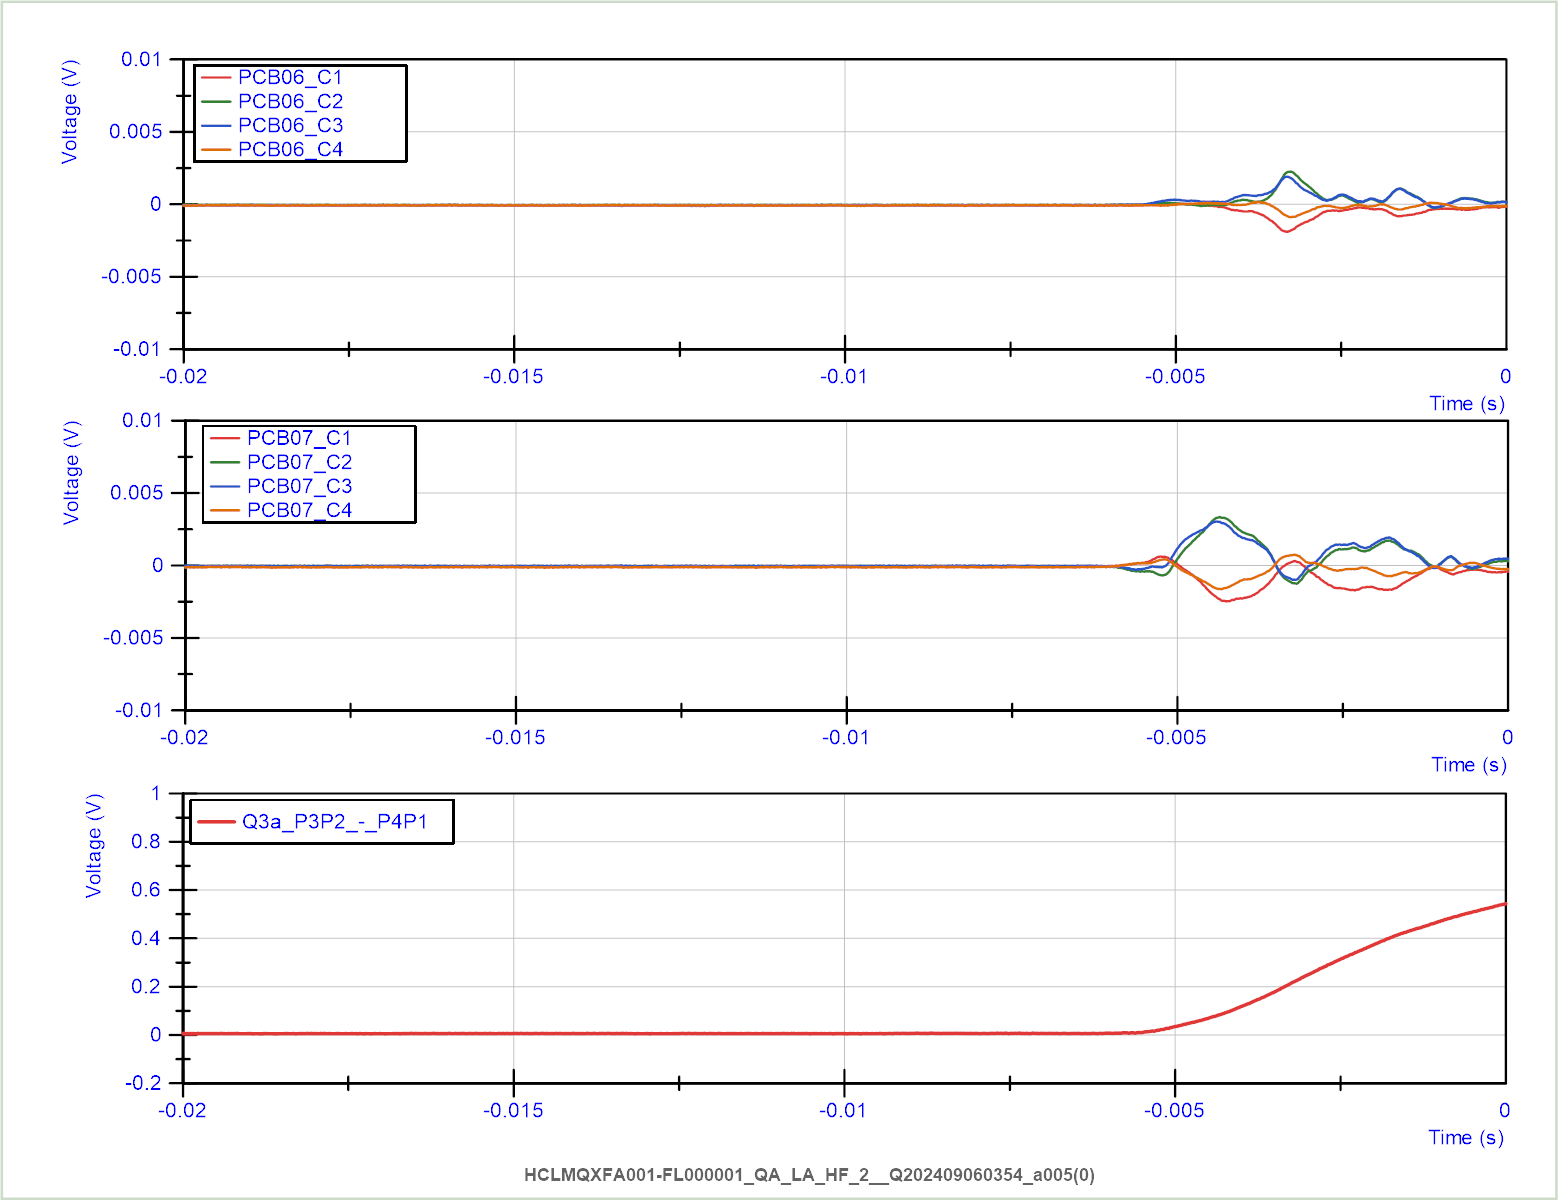 Voltage (V)
0.01
0.005
0
-0.005
-0.01
PCB06_C1
PCB06_C2
PCB06_C3
PCB06_C4
-0.02
-0.015
-0.01
-0.005
0
Time (s)
Voltage (V)
0.01
0.005
0
-0.005
-0.01
PCB07_C1
PCB07_C2
PCB07_C3
PCB07_C4
-0.02
-0.015
-0.01
-0.005
0
Time (s)
Voltage (V)
1
0.8
0.6
0.4
0.2
0
-0.2
Q3a_P3P2_-_P4P1
-0.02
-0.015
-0.01
-0.005
0
Time (s)
HCLMQXFA001-FL000001_QA_LA_HF_2__Q202409060354_a005(0)